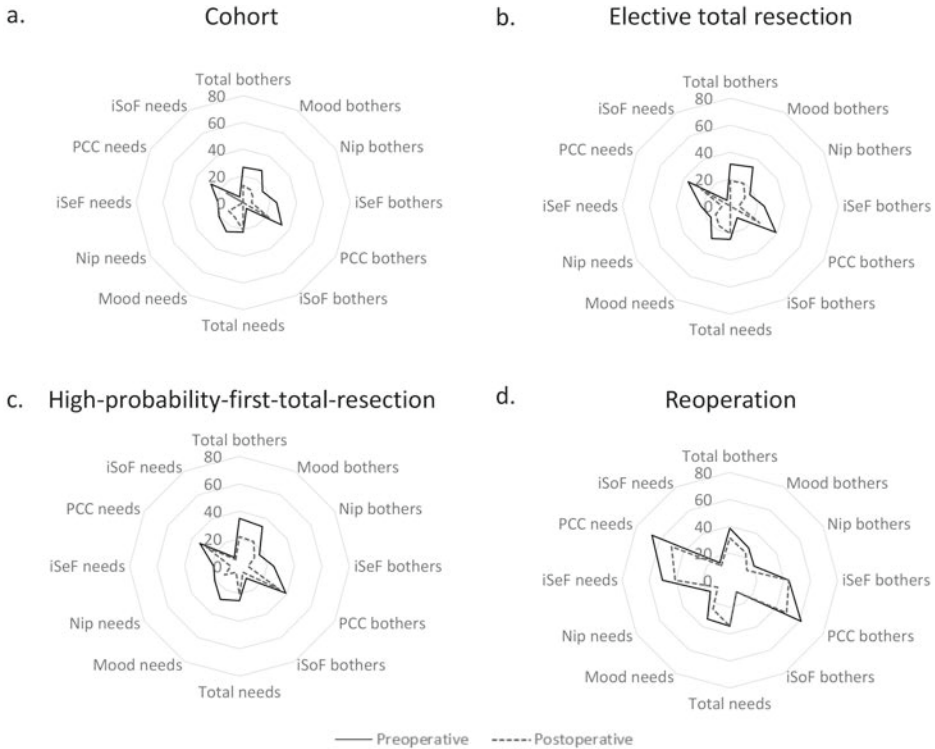 a.
Cohort
Total bothers
Mood bothers
Nip bothers
iSeF bothers
PCC bothers
iSoF bothers
Total needs
Mood needs
Nip needs
iSeF needs
PCC needs
iSoF needs
80
60
40
20
0
b.
Elective total resection
Total bothers
Mood bothers
Nip bothers
iSeF bothers
PCC bothers
iSoF bothers
Total needs
Mood needs
Nip needs
iSeF needs
PCC needs
iSoF needs
80
60
40
20
0
c.
High-probability-first-total-resection
Total bothers
Mood bothers
Nip bothers
iSeF bothers
PCC bothers
iSoF bothers
Total needs
Mood needs
Nip needs
iSeF needs
PCC needs
iSoF needs
80
60
40
20
0
d.
Reoperation
Total bothers
Mood bothers
Nip bothers
iSeF bothers
PCC bothers
iSoF bothers
Total needs
Mood needs
Nip needs
iSeF needs
PCC needs
iSoF needs
80
60
40
20
0
Preoperative
Postoperative